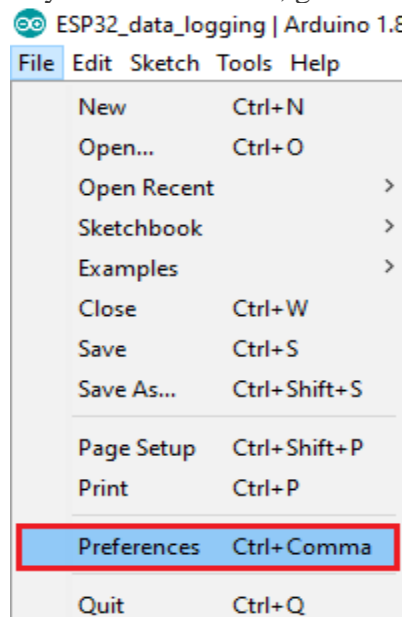 ESP32_data_logging | Arduino 1.8
File Edit Sketch Tools Help
New Ctrl+N
Open... Ctrl+O
Open Recent >
Sketchbook >
Examples >
Close Ctrl+W
Save Ctrl+S
Save As... Ctrl+Shift+S
Page Setup Ctrl+Shift+P
Print Ctrl+P
Preferences Ctrl+Comma
Quit Ctrl+Q